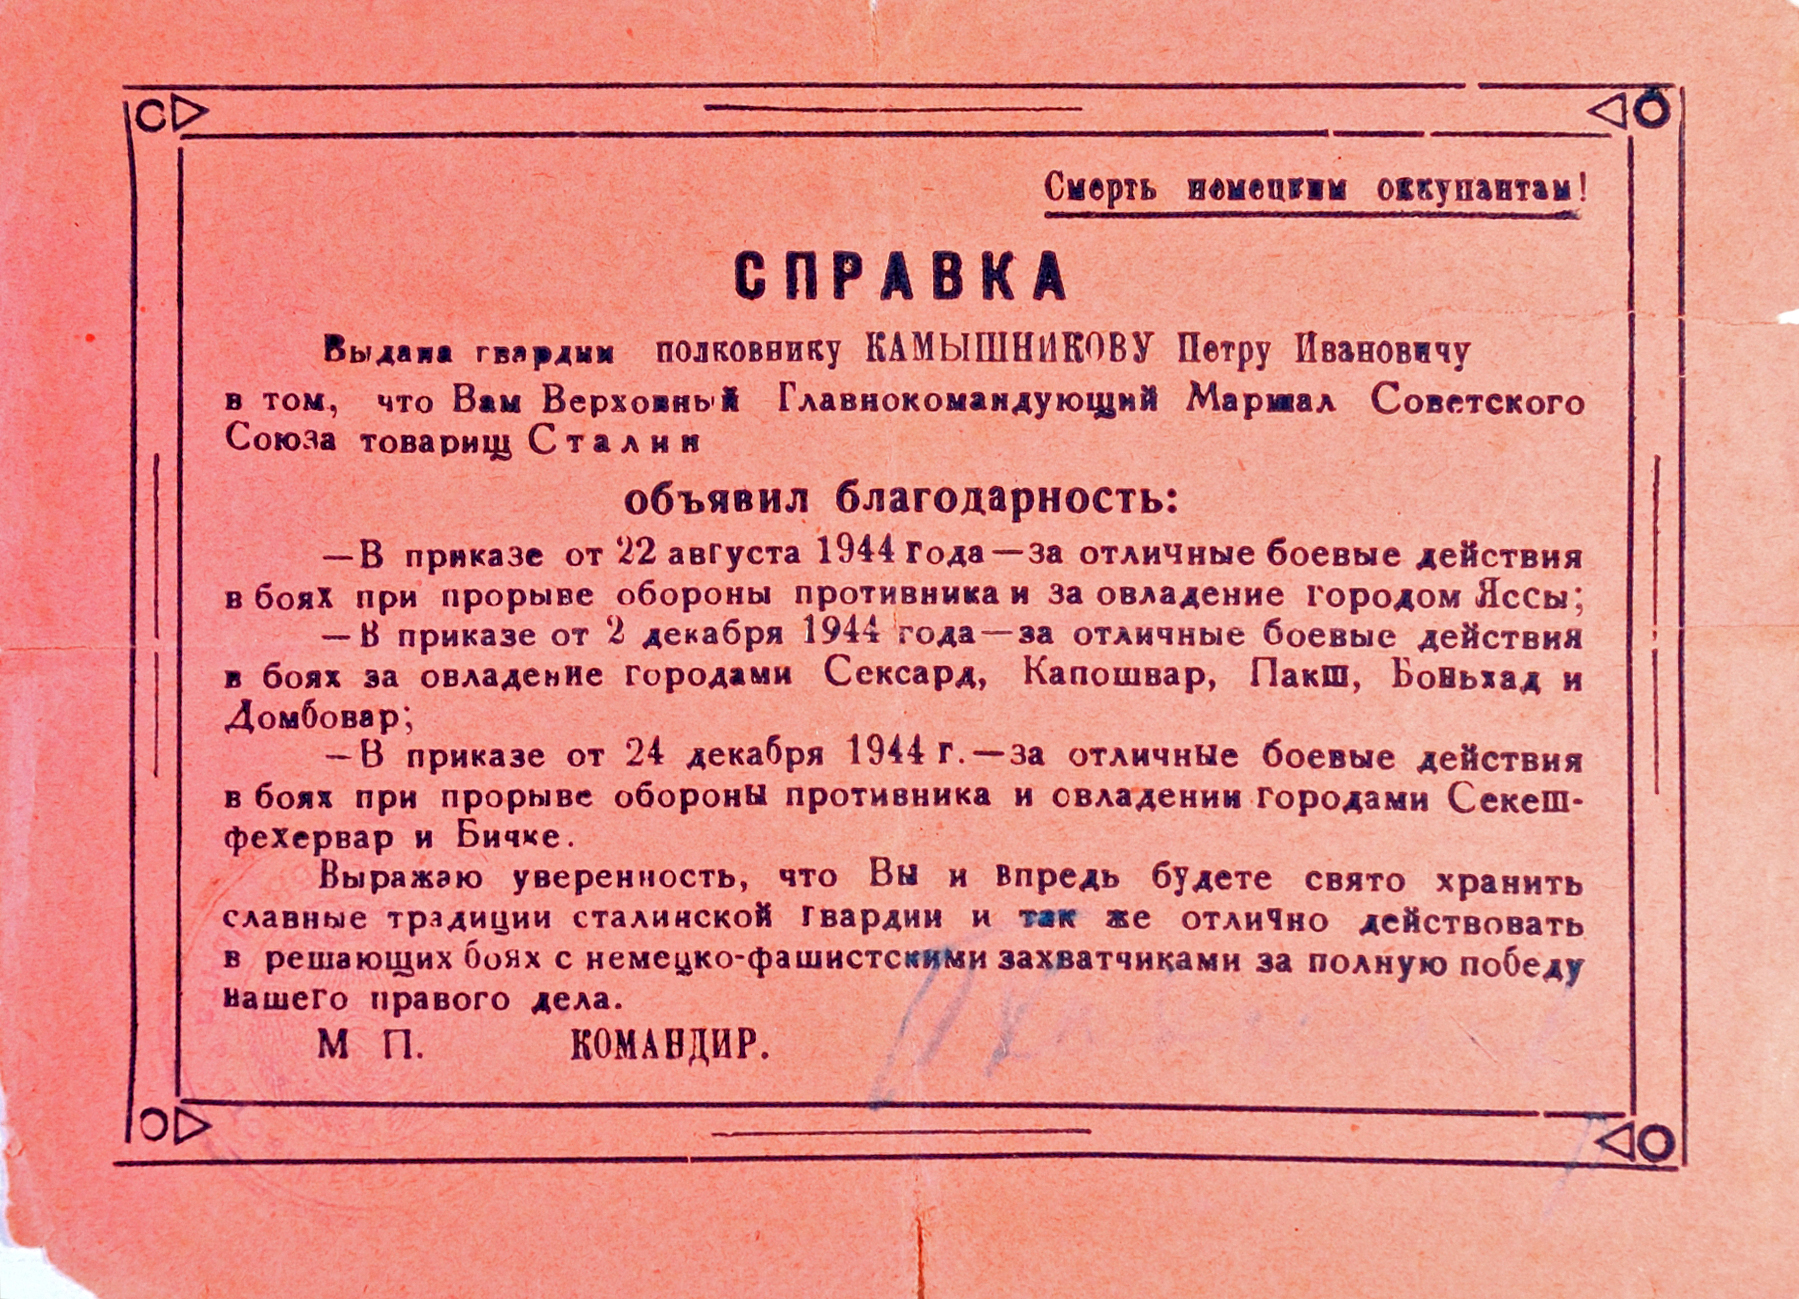 Смерть немецким оккупантам!
СПРАВКА
Выдана гвардии полковнику КАМЫШНИКОВУ Петру Ивановичу
в том, что Вам Верховный Главнокомандующий Маршал Советского
Союза товарищ Сталин
объявил благодарность:
—В приказе от 22 августа 1944 года—за отличные боевые действия
в боях при прорыве обороны противника и за овладение городом Яссы;
—В приказе от 2 декабря 1944 года—за отличные боевые действия
в боях за овладение городами Сексард, Капошвар, Пакш, Боньхад и
Домбовар;
—В приказе от 24 декабря 1944 г.—за отличные боевые действия
в боях при прорыве обороны противника и овладении городами Секеш-
фехервар и Бичке.
Выражаю уверенность, что Вы и впредь будете свято хранить
славные традиции сталинской гвардии и так же отлично действовать
в решающих боях с немецко-фашистскими захватчиками за полную победу
нашего правого дела.
М П. КОМАНДИР.